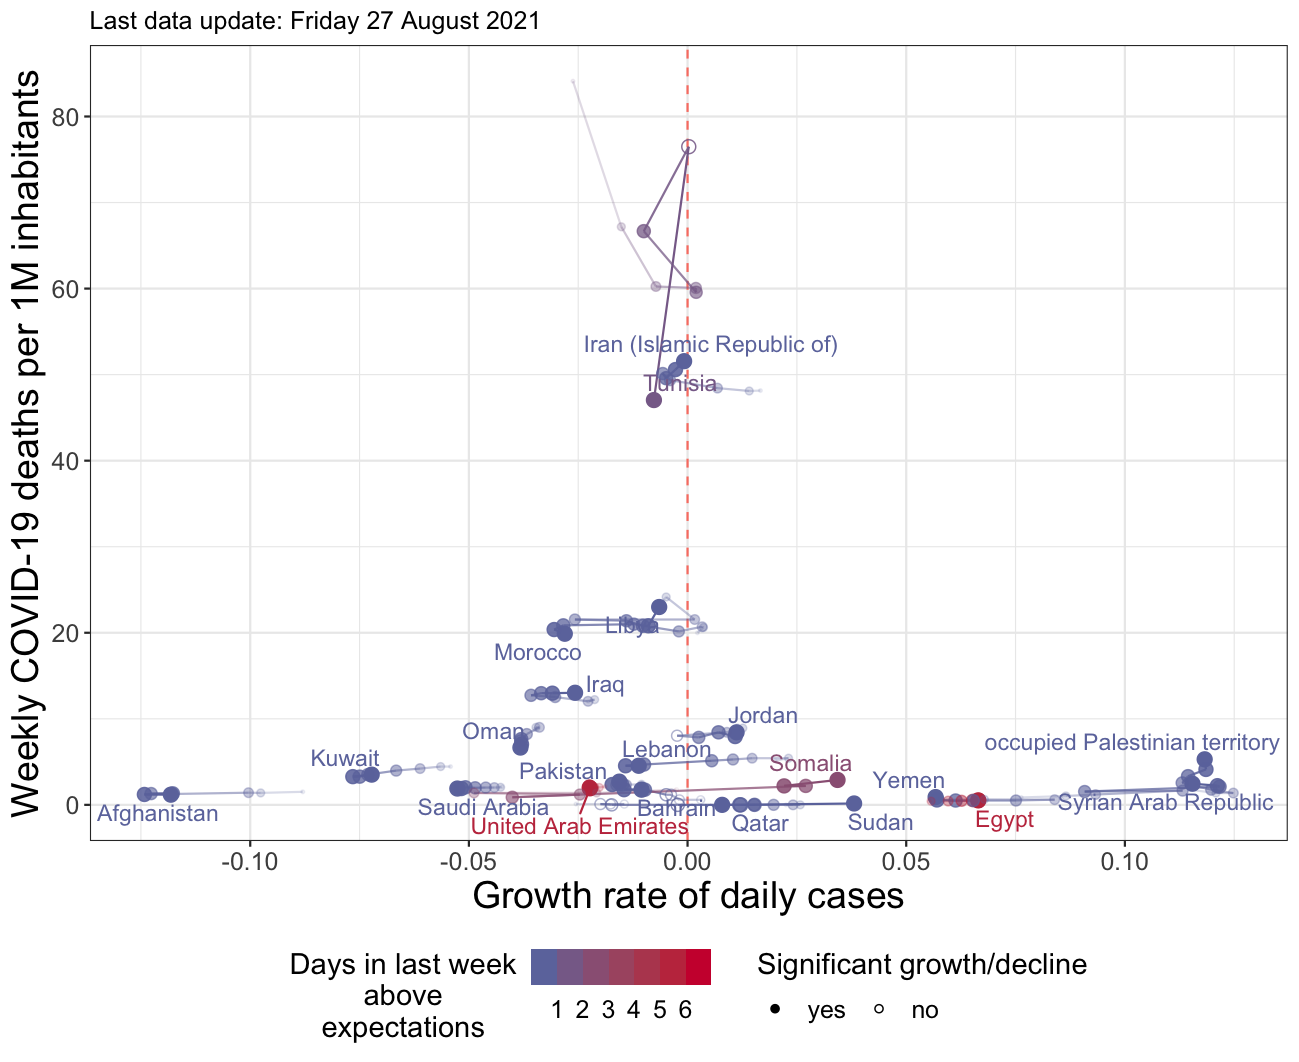 Last data update: Friday 27 August 2021
Weekly COVID-19 deaths per 1M inhabitants
80
60
40
20
0
Iran (Islamic Republic of)
Tunisia
Libya
Morocco
Iraq
Oman
Jordan
Lebanon
occupied Palestinian territory
Kuwait
Pakistan
Somalia
Yemen
Afghanistan
Saudi Arabia
Bahrain
Syrian Arab Republic
United Arab Emirates
Qatar
Sudan
Egypt
-0.10
-0.05
0.00
0.05
0.10
Growth rate of daily cases
Days in last week
above
expectations
1 2 3 4 5 6
Significant growth/decline
yes
no